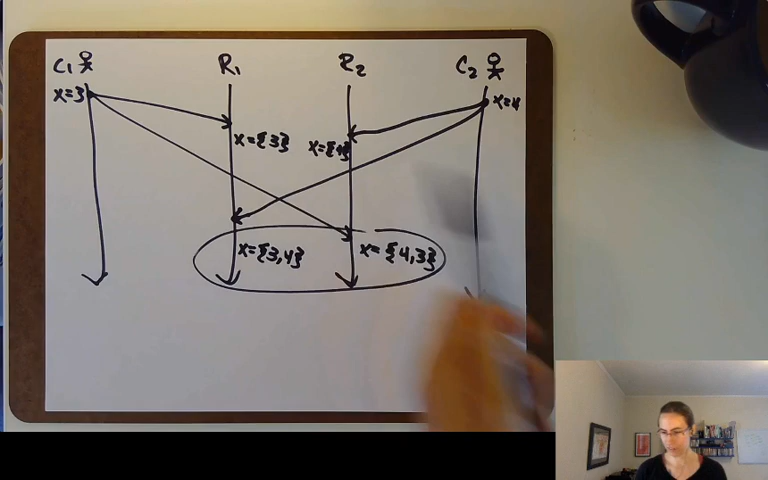 C1 R1 R2 C2
x=3 x=4
x={3} x={4}
x={3,4} x={4,3}